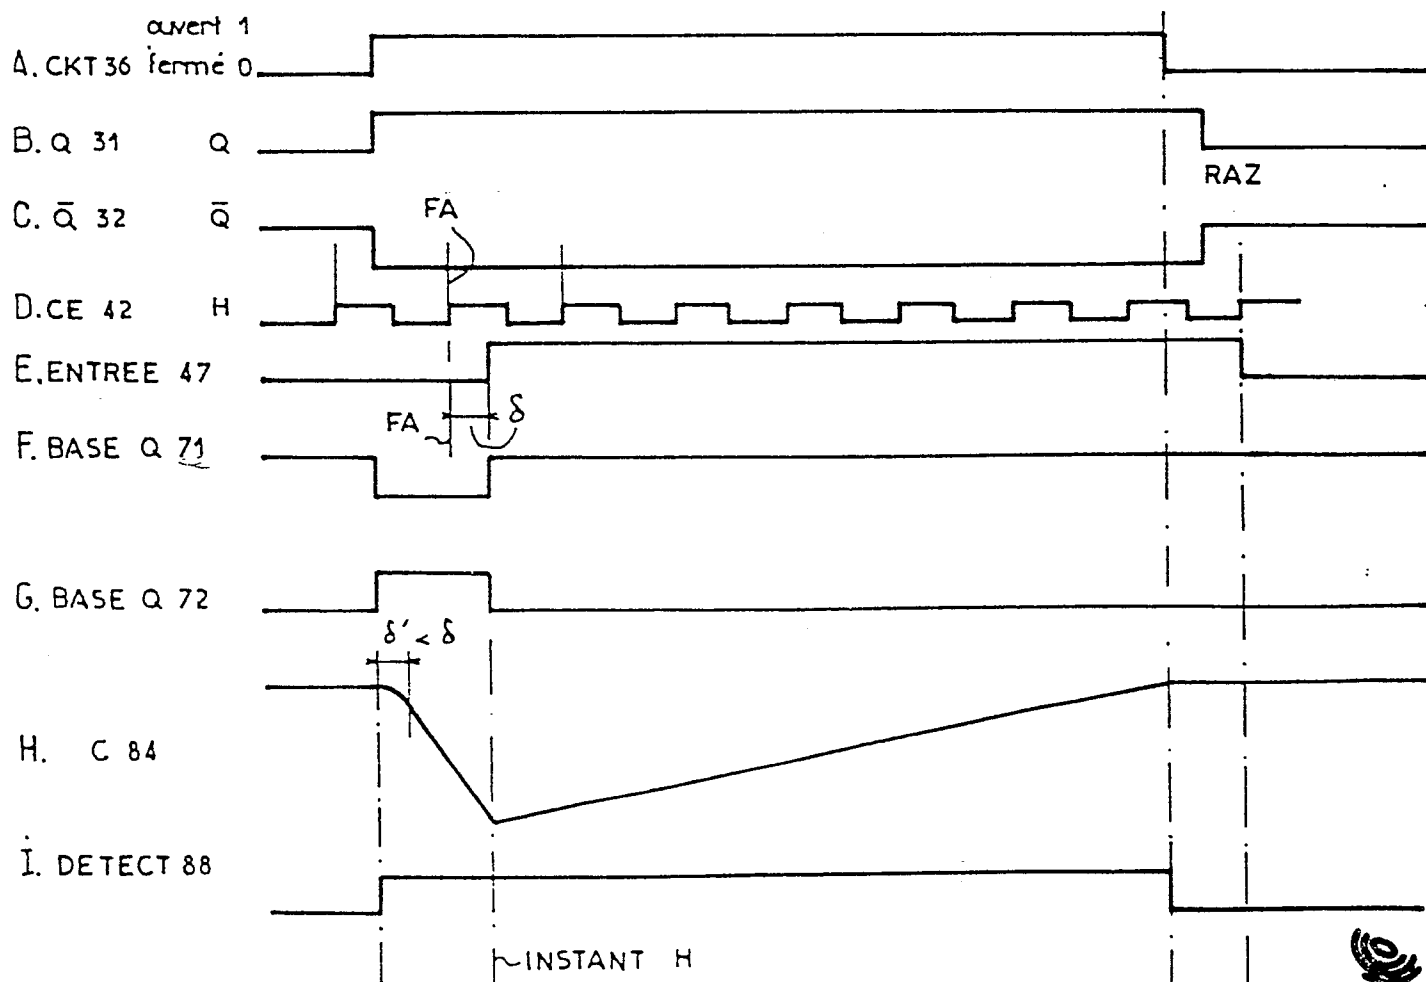 ouvert 1
A. CKT 36 fermé 0
B. Q 31 Q
RAZ
C. Q̄ 32 Q̄
FA
D. CE 42 H
E. ENTREE 47
FA δ
F. BASE Q 71
G. BASE Q 72
δ' < δ
H. C 84
I. DETECT 88
INSTANT H